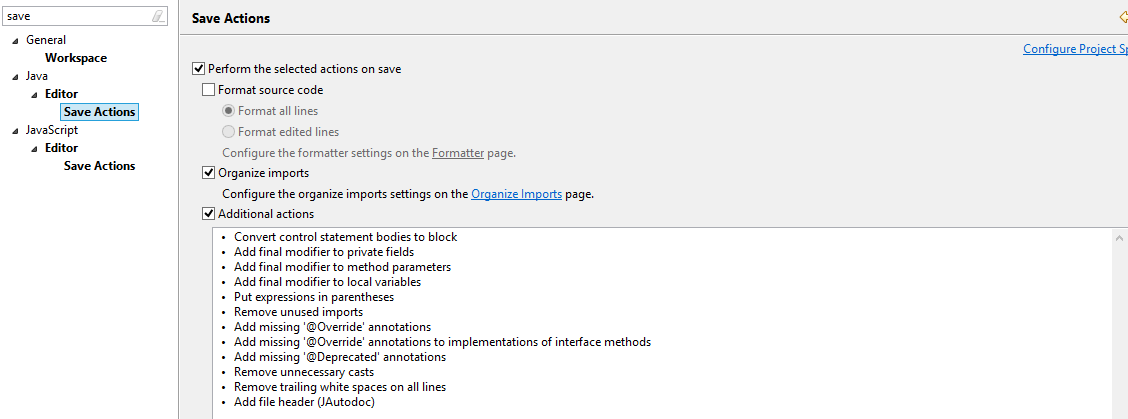 save
General
Workspace
Java
Editor
Save Actions
JavaScript
Editor
Save Actions
Save Actions
Configure Project Sp
Perform the selected actions on save
Format source code
Format all lines
Format edited lines
Configure the formatter settings on the Formatter page.
Organize imports
Configure the organize imports settings on the Organize Imports page.
Additional actions
• Convert control statement bodies to block
• Add final modifier to private fields
• Add final modifier to method parameters
• Add final modifier to local variables
• Put expressions in parentheses
• Remove unused imports
• Add missing '@Override' annotations
• Add missing '@Override' annotations to implementations of interface methods
• Add missing '@Deprecated' annotations
• Remove unnecessary casts
• Remove trailing white spaces on all lines
• Add file header (JAutodoc)